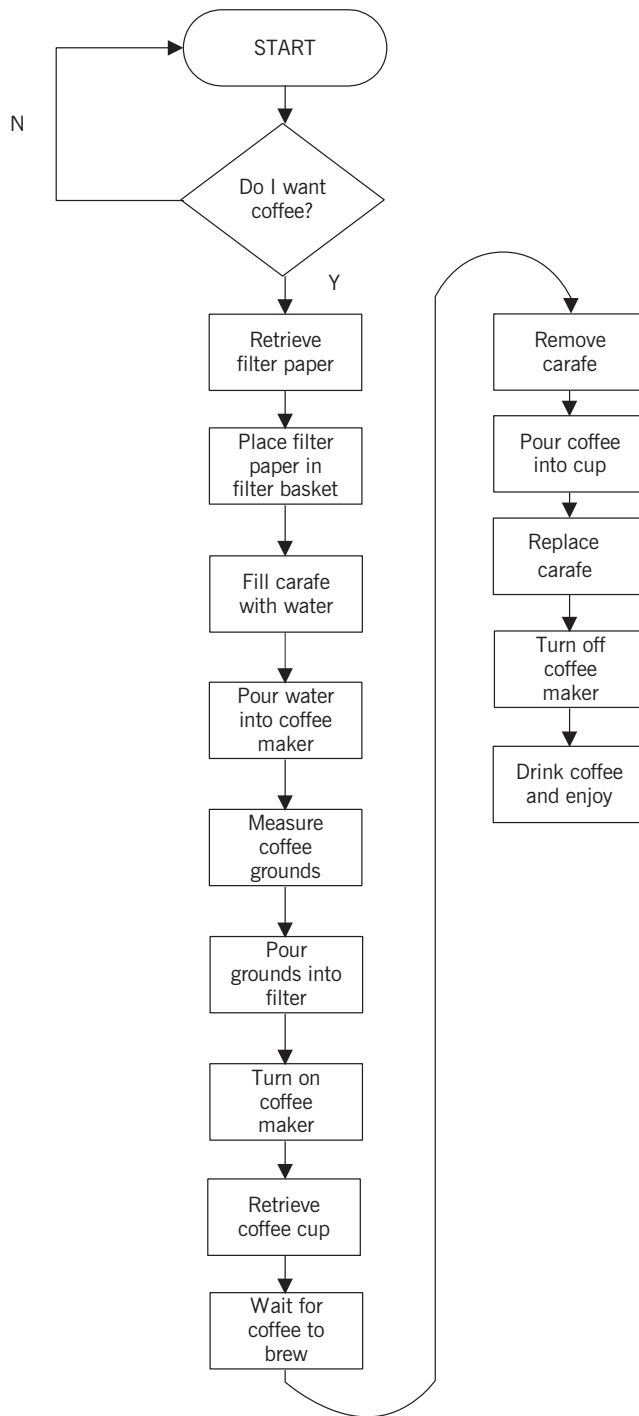 START
N
Do I want
coffee?
Y
Retrieve
filter paper
Place filter
paper in
filter basket
Fill carafe
with water
Pour water
into coffee
maker
Measure
coffee
grounds
Pour
grounds into
filter
Turn on
coffee
maker
Retrieve
coffee cup
Wait for
coffee to
brew
Remove
carafe
Pour coffee
into cup
Replace
carafe
Turn off
coffee
maker
Drink coffee
and enjoy